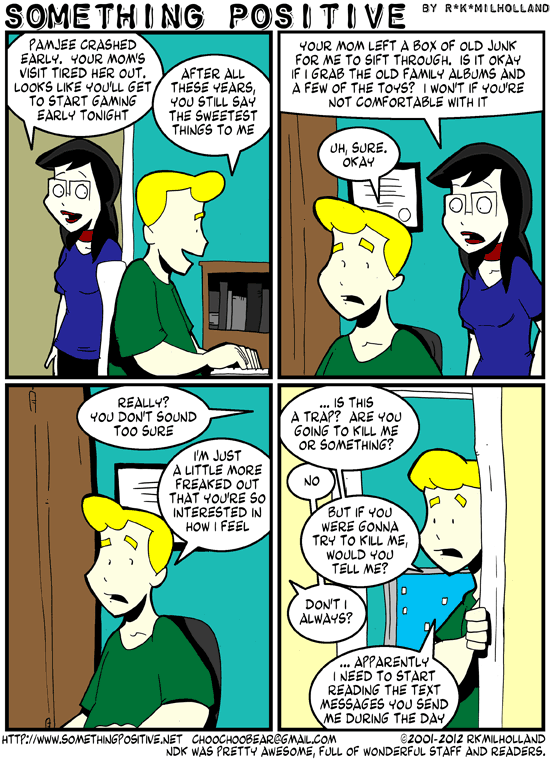 SOMETHING POSITIVE BY R*K*MILHOLLAND
PAMJEE CRASHED
EARLY. YOUR MOM'S
VISIT TIRED HER OUT.
LOOKS LIKE YOU'LL GET
TO START GAMING
EARLY TONIGHT
AFTER ALL
THESE YEARS,
YOU STILL SAY
THE SWEETEST
THINGS TO ME
YOUR MOM LEFT A BOX OF OLD JUNK
FOR ME TO SIFT THROUGH. IS IT OKAY
IF I GRAB THE OLD FAMILY ALBUMS AND
A FEW OF THE TOYS? I WON'T IF YOU'RE
NOT COMFORTABLE WITH IT
UH, SURE.
OKAY
REALLY?
YOU DON'T SOUND
TOO SURE
I'M JUST
A LITTLE MORE
FREAKED OUT
THAT YOU'RE SO
INTERESTED IN
HOW I FEEL
... IS THIS
A TRAP? ARE YOU
GOING TO KILL ME
OR SOMETHING?
NO
BUT IF YOU
WERE GONNA
TRY TO KILL ME,
WOULD YOU
TELL ME?
DON'T I
ALWAYS?
... APPARENTLY
I NEED TO START
READING THE TEXT
MESSAGES YOU SEND
ME DURING THE DAY
HTTP://WWW.SOMETHINGPOSITIVE.NET CHOOCHOOBEAR@GMAIL.COM ©2001-2012 RKMILHOLLAND
NDK WAS PRETTY AWESOME, FULL OF WONDERFUL STAFF AND READERS.